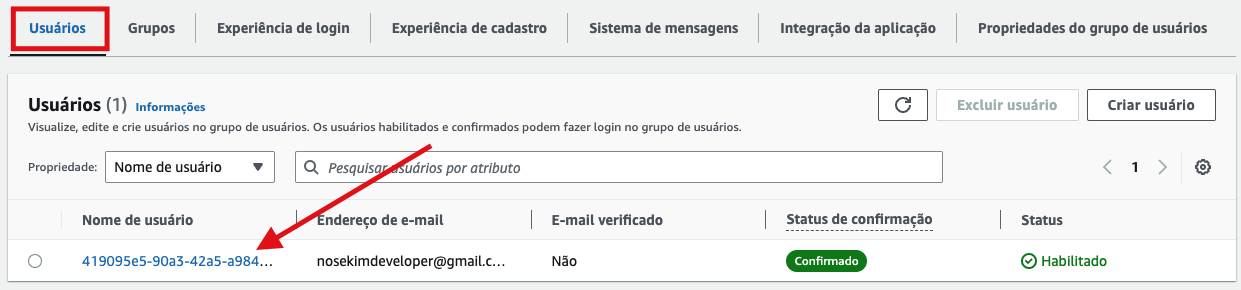 Usuários Grupos Experiência de login Experiência de cadastro Sistema de mensagens Integração da aplicação Propriedades do grupo de usuários
Usuários (1) Informações Excluir usuário Criar usuário
Visualize, edite e crie usuários no grupo de usuários. Os usuários habilitados e confirmados podem fazer login no grupo de usuários.
Propriedade: Nome de usuário Pesquisar usuários por atributo 1
Nome de usuário Endereço de e-mail E-mail verificado Status de confirmação Status
419095e5-90a3-42a5-a984... nosekimdeveloper@gmail.c... Não Confirmado Habilitado